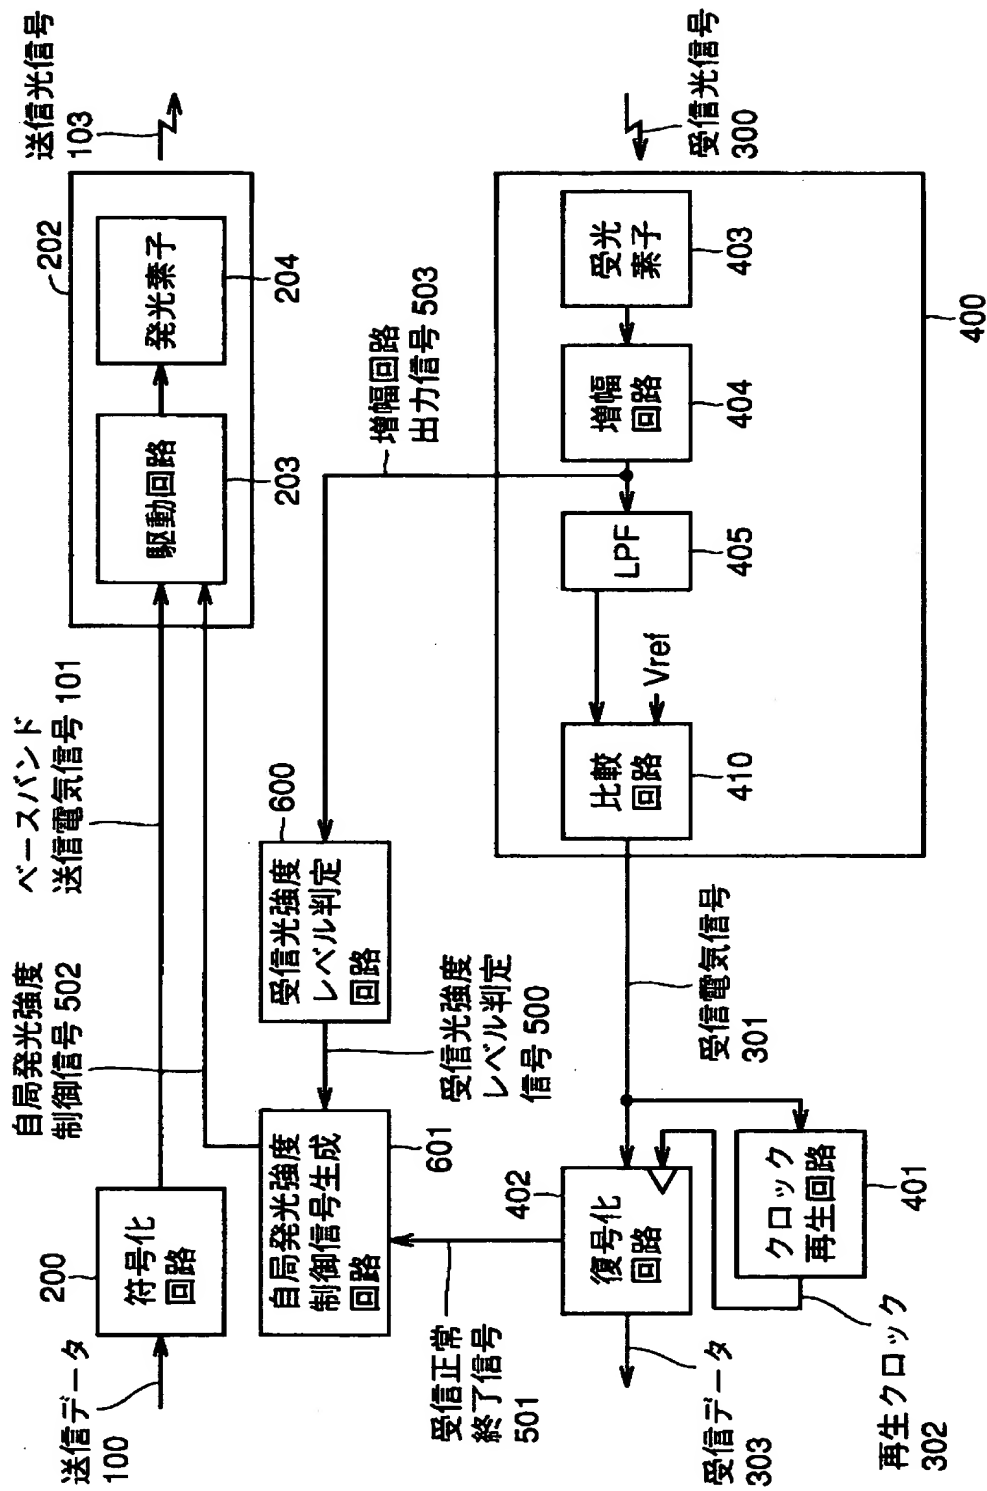 送信データ
100
符号化
回路
200
自局発光強度
制御信号 502
ベースバンド
送信電気信号 101
駆動回路
203
発光素子
204
202
送信光信号
103
自局発光強度
制御信号生成
回路
601
受信光強度
レベル判定
信号 500
受信光強度
レベル判定
回路
600
増幅回路
出力信号 503
受信正常
終了信号
501
受信データ
303
復号化
回路
402
受信電気信号
301
比較
回路
410
Vref
LPF
405
増幅
回路
404
受光
素子
403
400
受信光信号
300
クロック
再生回路
401
再生クロック
302